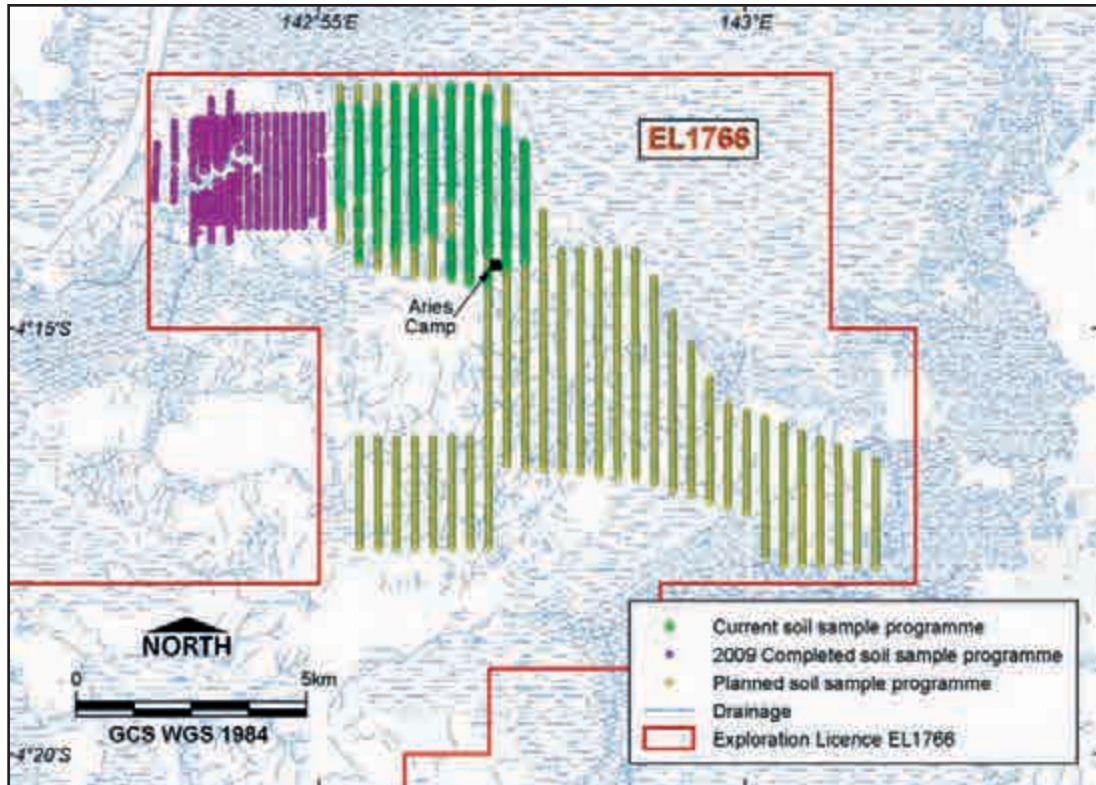 142°55'E
143°E
EL1766
Aries
Camp
4°15'S
NORTH
0 5km
GCS WGS 1984
4°20'S
Current soil sample programme
2009 Completed soil sample programme
Planned soil sample programme
Drainage
Exploration Licence EL1766